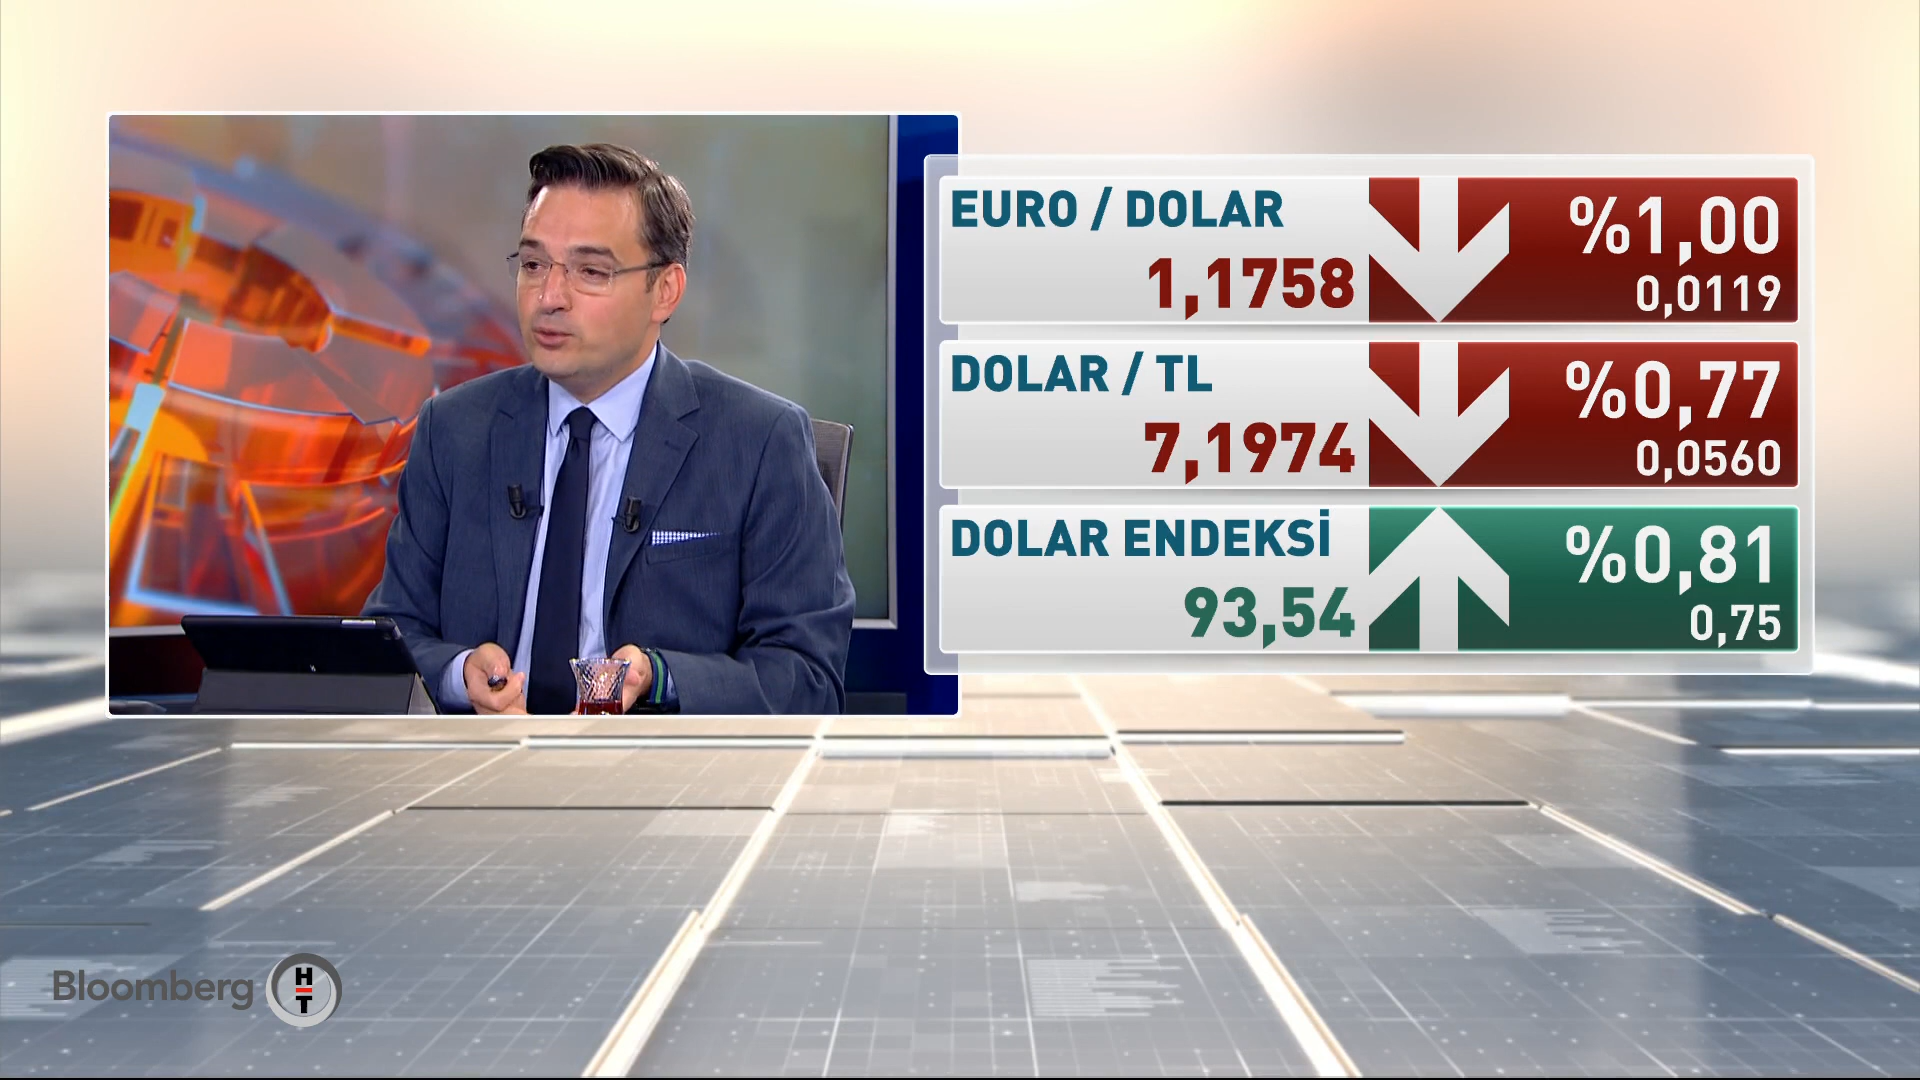 EURO / DOLAR
1,1758
%1,00
0,0119
DOLAR / TL
7,1974
%0,77
0,0560
DOLAR ENDEKSİ
93,54
%0,81
0,75
Bloomberg HT